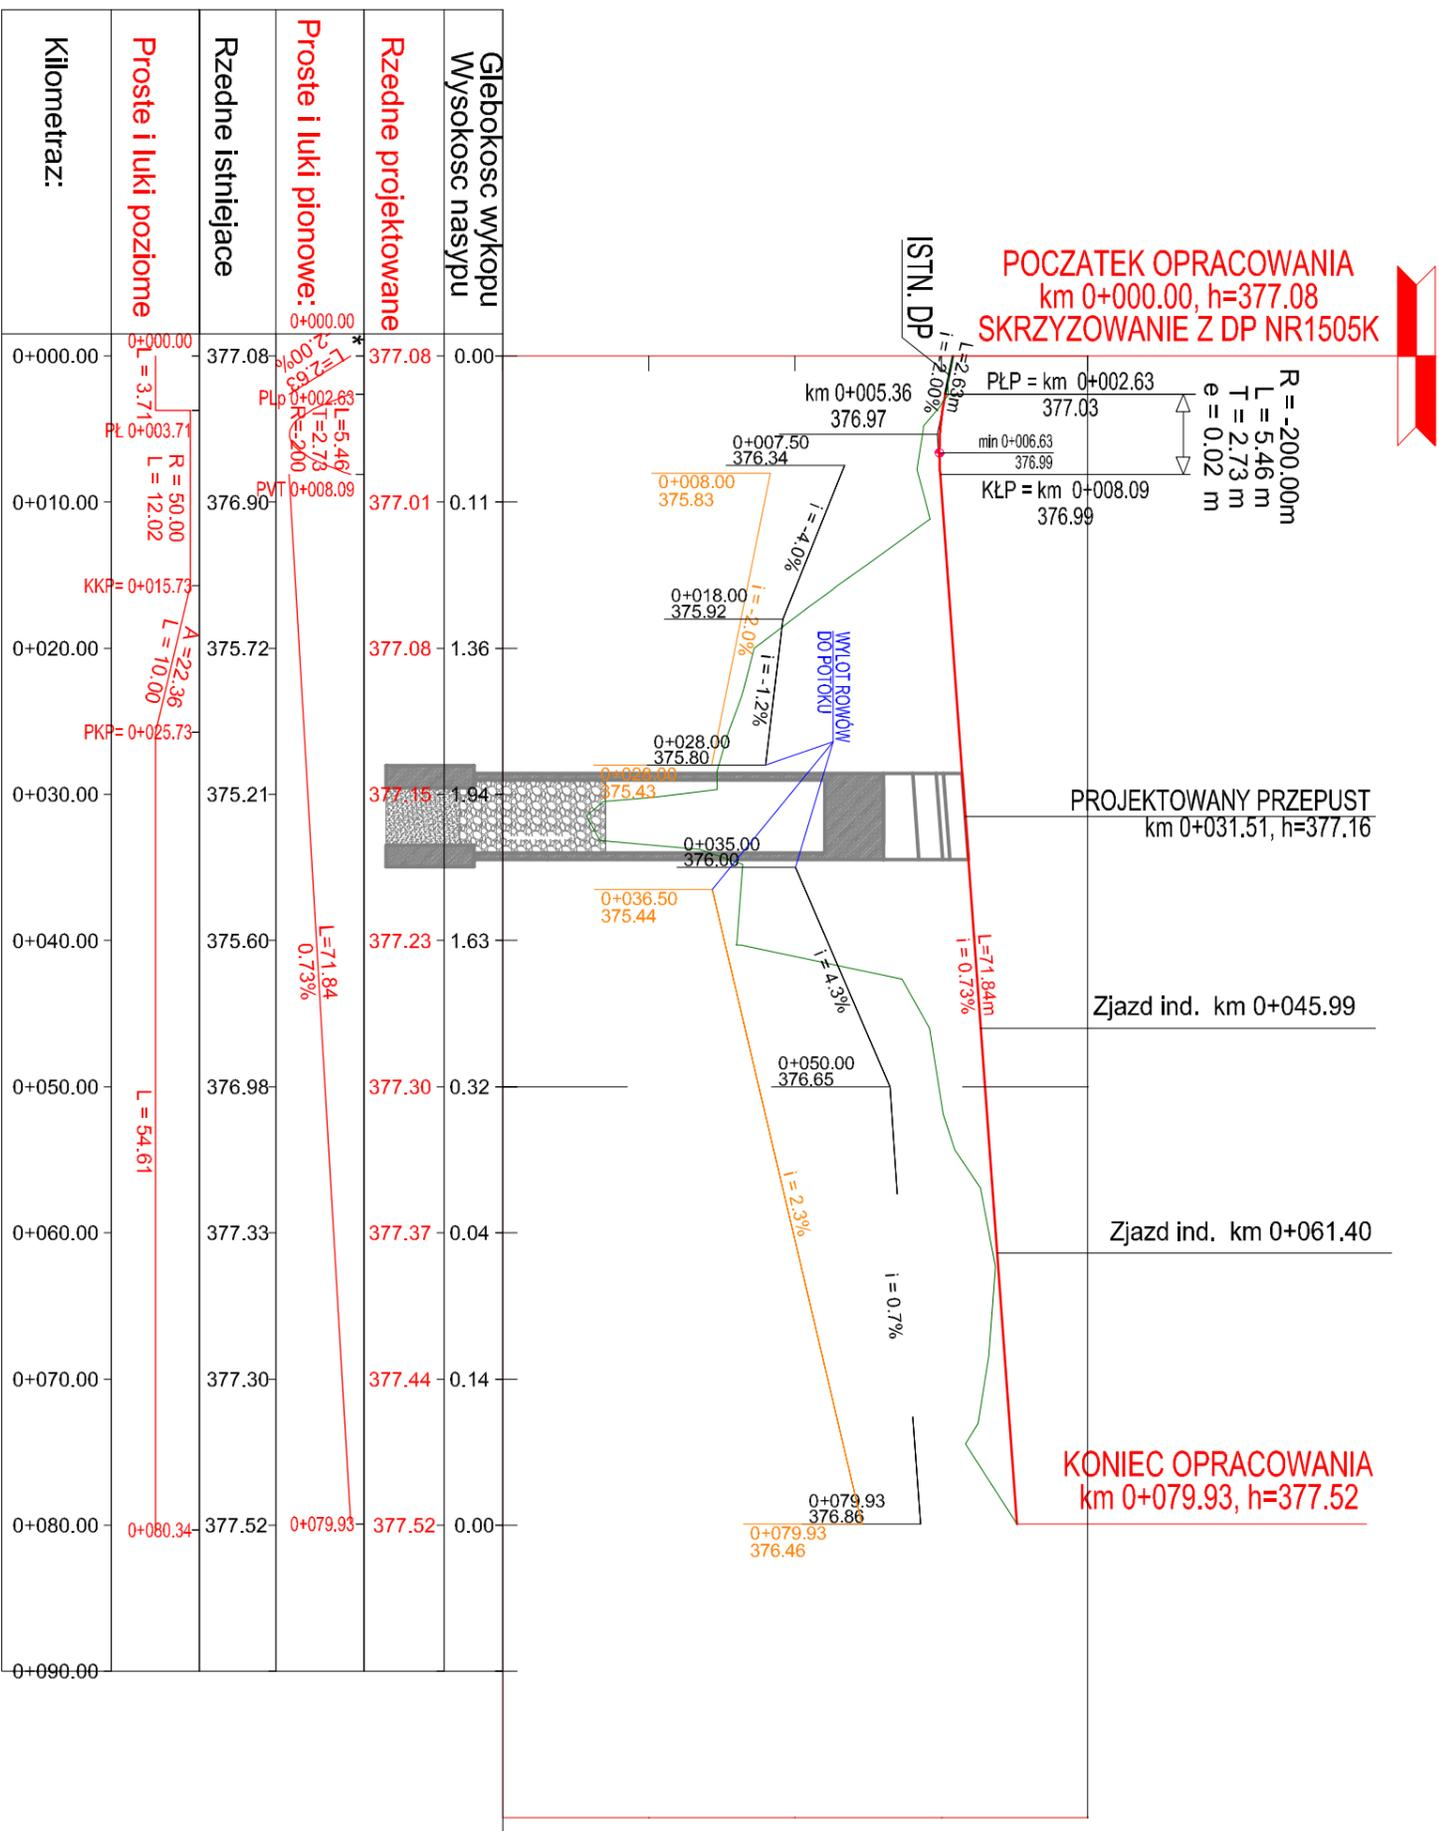 POCZATEK OPRACOWANIA
km 0+000.00, h=377.08
SKRZYZOWANIE Z DP NR1505K
ISTN. DP
L=2.63m
i = -2.00%
R = -200.00m
L = 5.46 m
T = 2.73 m
e = 0.02 m
PŁP = km 0+002.63
377.03
km 0+005.36
376.97
min 0+006.63
376.99
KŁP = km 0+008.09
376.99
0+007.50
376.34
0+008.00
375.83
i = -4.0%
i = -2.0%
0+018.00
375.92
i = -1.2%
WYLOT ROWÓW
DO POTOKU
0+028.00
375.80
0+028.00
375.43
PROJEKTOWANY PRZEPUST
km 0+031.51, h=377.16
0+035.00
376.00
0+036.50
375.44
L=71.84m
i = 0.73%
i = 4.3%
Zjazd ind. km 0+045.99
0+050.00
376.65
i = 2.3%
Zjazd ind. km 0+061.40
i = 0.7%
KONIEC OPRACOWANIA
km 0+079.93, h=377.52
0+079.93
376.86
0+079.93
376.46
Glebokosc wykopu
Wysokosc nasypu
0.00
0.11
1.36
1.94
1.63
0.32
0.04
0.14
0.00
Rzedne projektowane
377.08
377.01
377.08
377.15
377.23
377.30
377.37
377.44
377.52
Proste i luki pionowe:
0+000.00
*
L=2.63
-2.00%
PLp 0+002.63
L=5.46
T=2.73
R=-200
PVT 0+008.09
L=71.84
0.73%
0+079.93
Rzedne istniejace
377.08
376.90
375.72
375.21
375.60
376.98
377.33
377.30
377.52
Proste i luki poziome
0+000.00
L = 3.71
PŁ 0+003.71
R = 50.00
L = 12.02
KKP= 0+015.73
A =22.36
L = 10.00
PKP= 0+025.73
L = 54.61
0+080.34
Kilometraz:
0+000.00
0+010.00
0+020.00
0+030.00
0+040.00
0+050.00
0+060.00
0+070.00
0+080.00
0+090.00